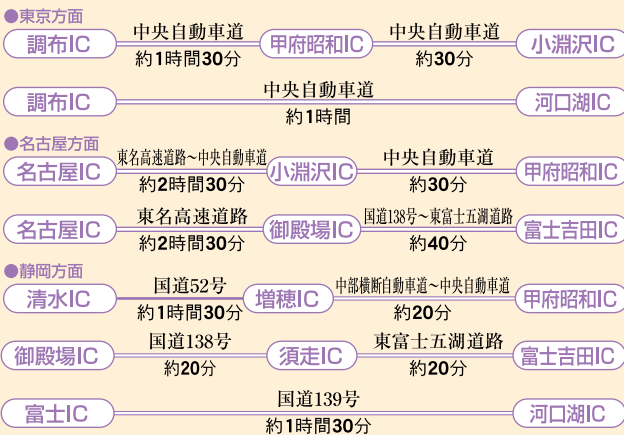 ●東京方面
調布IC 中央自動車道 約1時間30分 甲府昭和IC 中央自動車道 約30分 小淵沢IC
調布IC 中央自動車道 約1時間 河口湖IC
●名古屋方面
名古屋IC 東名高速道路～中央自動車道 約2時間30分 小淵沢IC 中央自動車道 約30分 甲府昭和IC
名古屋IC 東名高速道路 約2時間30分 御殿場IC 国道138号～東富士五湖道路 約40分 富士吉田IC
●静岡方面
清水IC 国道52号 約1時間30分 増穂IC 中部横断自動車道～中央自動車道 約20分 甲府昭和IC
御殿場IC 国道138号 約20分 須走IC 東富士五湖道路 約20分 富士吉田IC
富士IC 国道139号 約1時間30分 河口湖IC